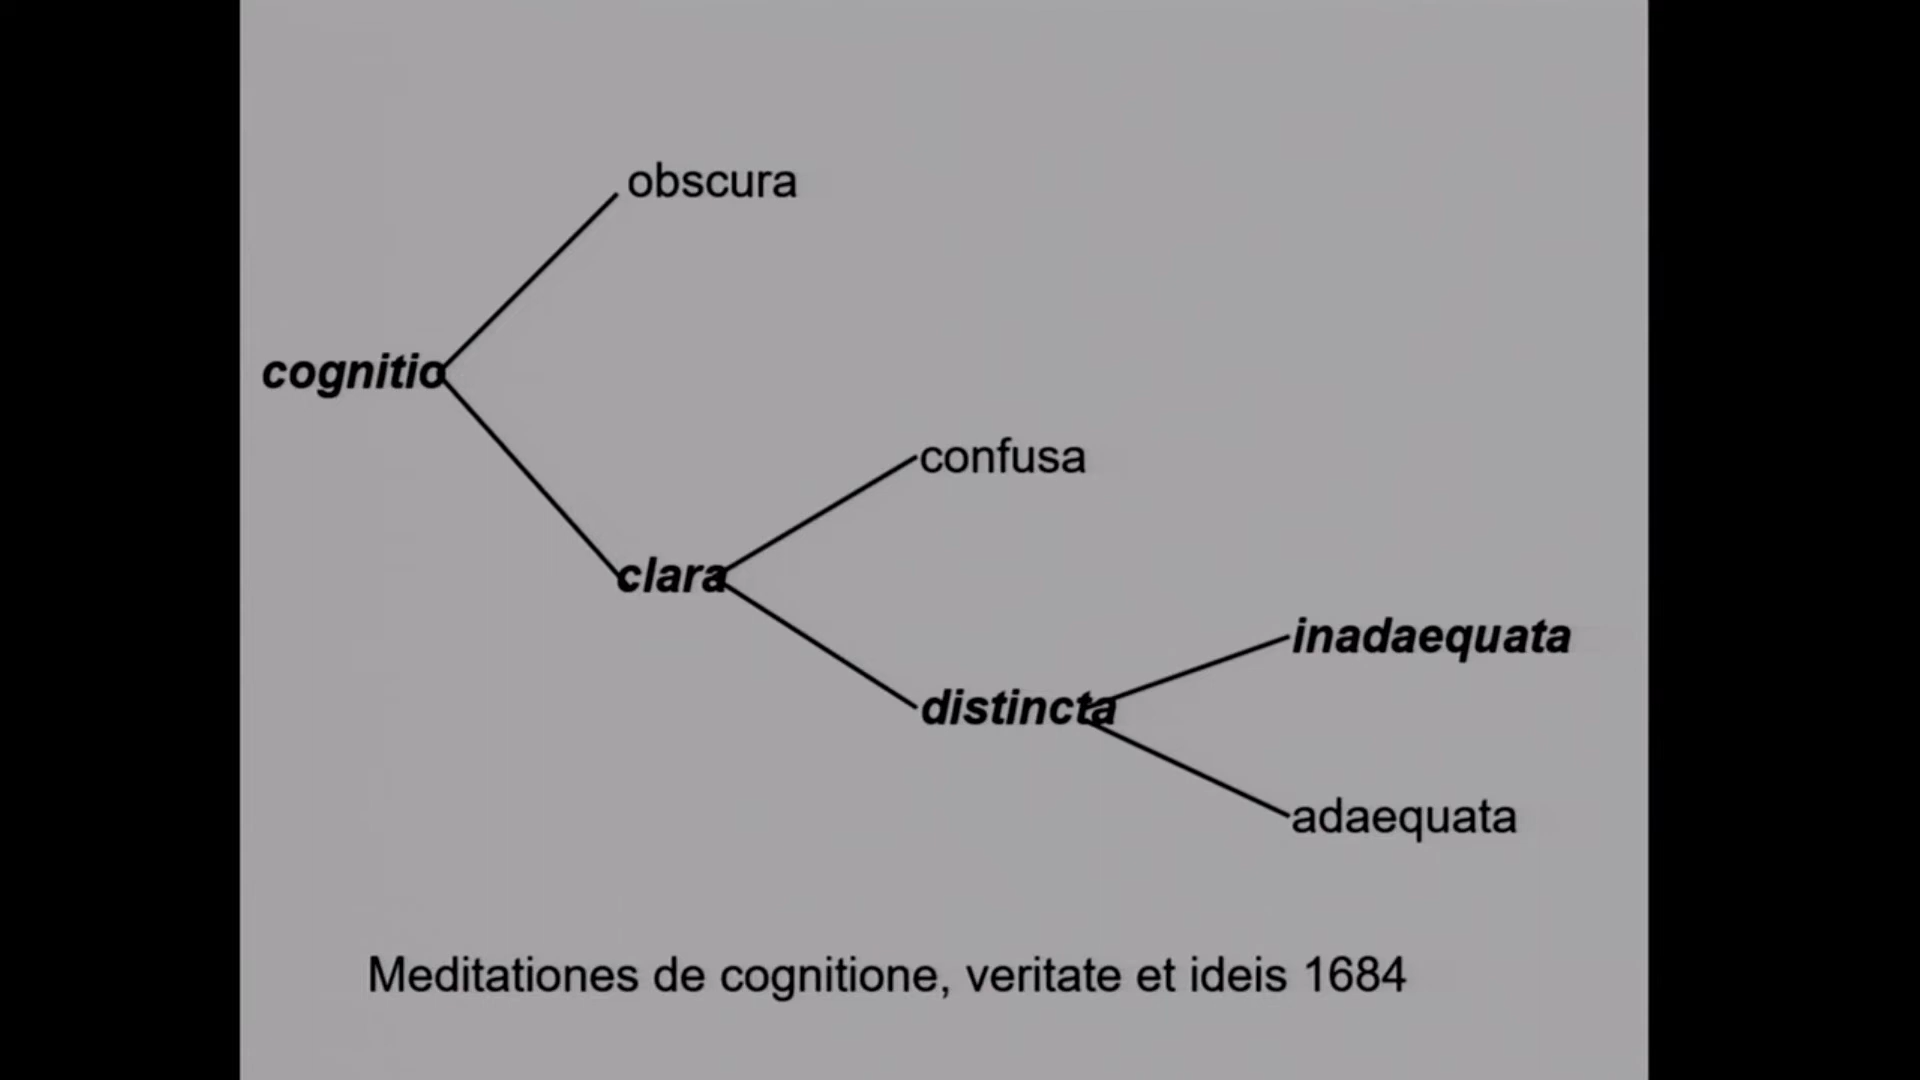 obscura
cognitio
confusa
clara
inadaequata
distincta
adaequata
Meditationes de cognitione, veritate et ideis 1684